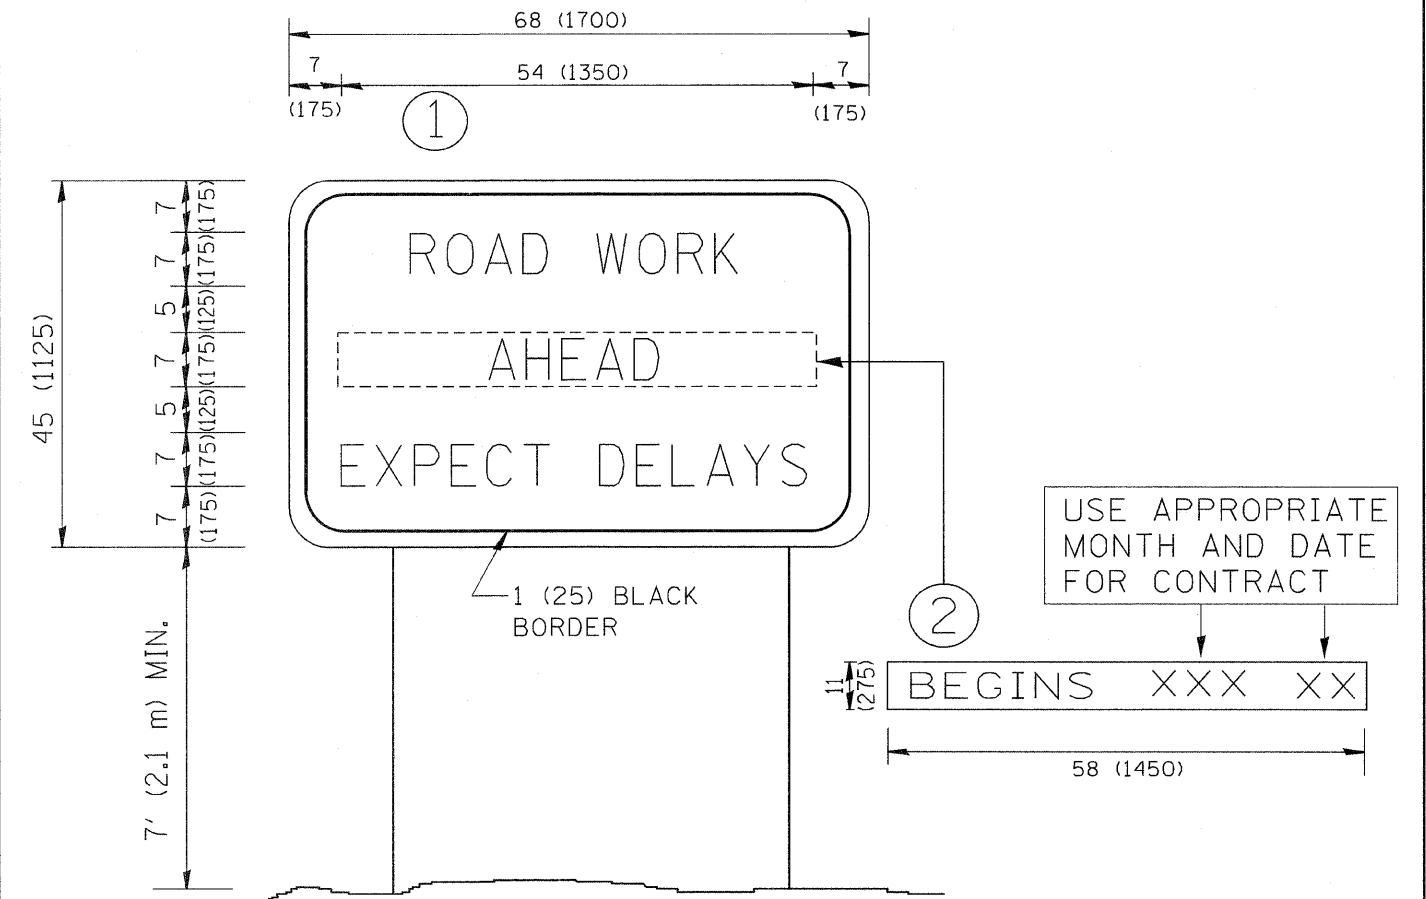 68 (1700)
7
54 (1350)
7
(175)
(175)
1
45 (1125)
7
(175)
7
(175)
5
(125)
7
(175)
5
(125)
7
(175)
7
(175)
ROAD WORK
AHEAD
EXPECT DELAYS
1 (25) BLACK
BORDER
7' (2.1 m) MIN.
2
USE APPROPRIATE
MONTH AND DATE
FOR CONTRACT
11
(275)
BEGINS XXX XX
58 (1450)